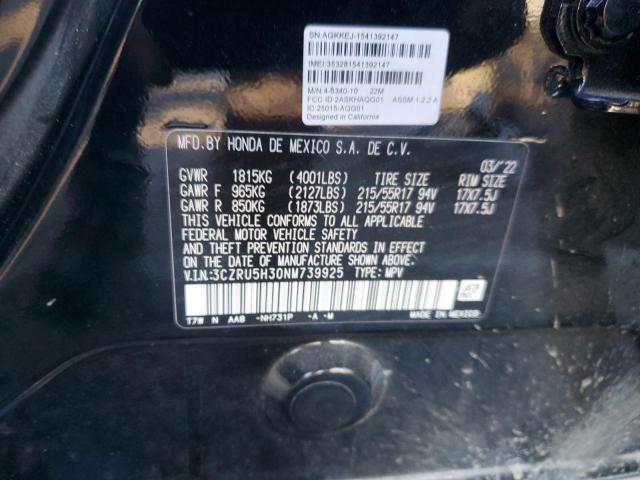 SN:AGKKEJ-1541392147
IMEI:353281541392147
M/N:4-B340-10 22M
FCC ID:2ASKHAQG01 ASSM:1.2.2 A
IC:25015-AQG01
Designed in California
MFD.BY HONDA DE MEXICO S.A. DE C.V.
03/'22
GVWR 1815KG (4001LBS) TIRE SIZE RIM SIZE
GAWR F 965KG (2127LBS) 215/55R17 94V 17X7.5J
GAWR R 850KG (1873LBS) 215/55R17 94V 17X7.5J
THIS VEHICLE CONFORMS TO ALL APPLICABLE
FEDERAL MOTOR VEHICLE SAFETY
AND THEFT PREVENTION STANDARDS IN EFFECT
ON THE DATE OF MANUFACTURE SHOWN ABOVE.
V.I.N:3CZRU5H30NM739925 TYPE: MPV
T7W N AA8 -NH731P -A -M
MADE IN MEXICO